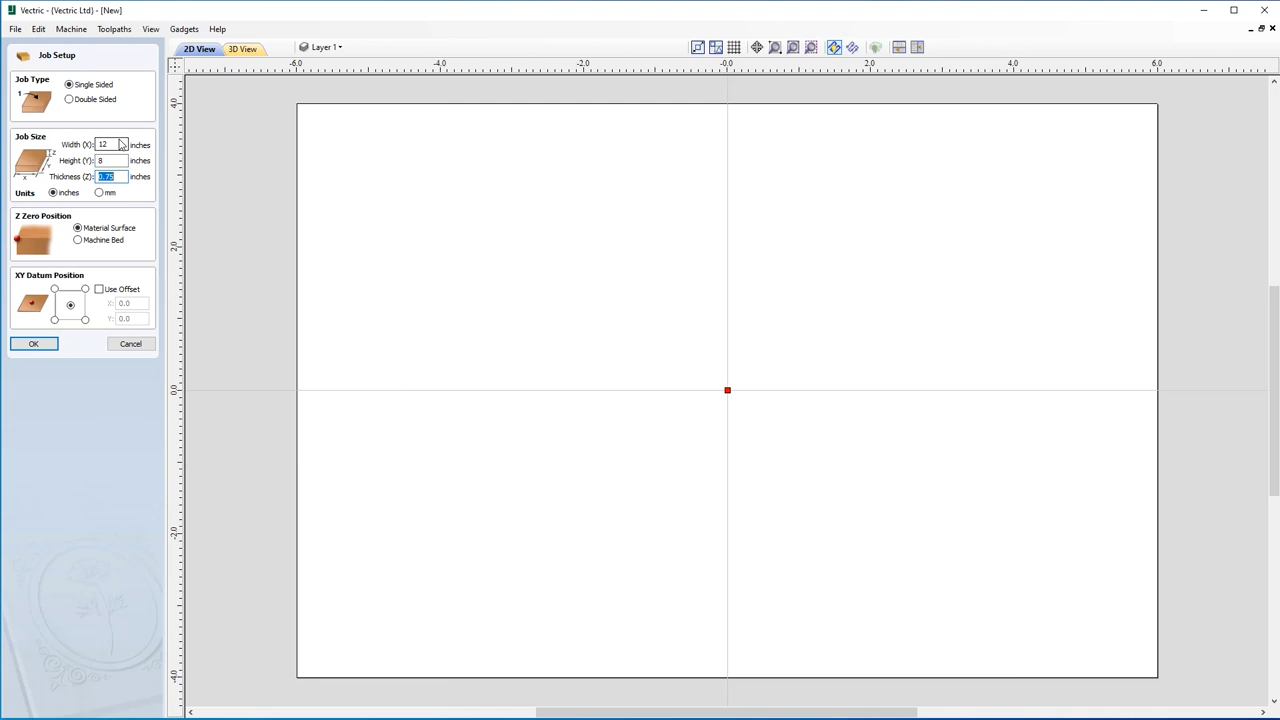 Vectric - {Vectric Ltd} - [New]
File Edit Machine Toolpaths View Gadgets Help
Job Setup
2D View 3D View Layer 1
Job Type
Single Sided
1
Double Sided
Job Size
Width (X): 12 inches
Height (Y): 8 inches
Thickness (Z): 0.75 inches
Z
Y
X
Units inches mm
Z Zero Position
Material Surface
Machine Bed
XY Datum Position
Use Offset
X: 0.0
Y: 0.0
OK Cancel
-6.0 -4.0 -2.0 -0.0 2.0 4.0 6.0
4.0
2.0
0.0
-2.0
-4.0